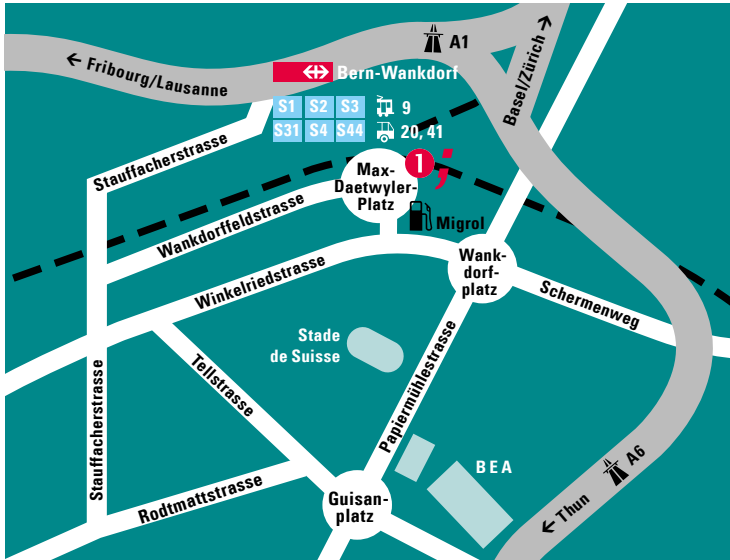 A1
← Fribourg/Lausanne
Basel/Zürich →
Bern-Wankdorf
S1 S2 S3 9
S31 S4 S44 20, 41
Stauffacherstrasse
1
;
Max-
Daetwyler-
Platz
Wankdorffeldstrasse
Migrol
Winkelriedstrasse
Wank-
dorf-
platz
Schermenweg
Stade
de Suisse
Tellstrasse
Papiermühlestrasse
Stauffacherstrasse
BEA
A6
← Thun
Rodtmattstrasse
Guisan-
platz